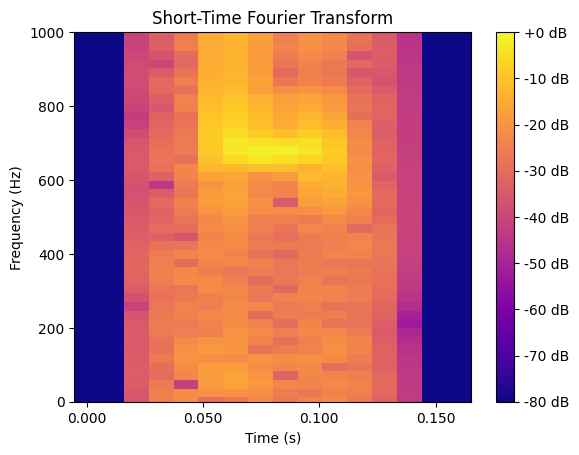 Short-Time Fourier Transform
1000
800
600
400
200
0
Frequency (Hz)
0.000
0.050
0.100
0.150
Time (s)
+0 dB
-10 dB
-20 dB
-30 dB
-40 dB
-50 dB
-60 dB
-70 dB
-80 dB